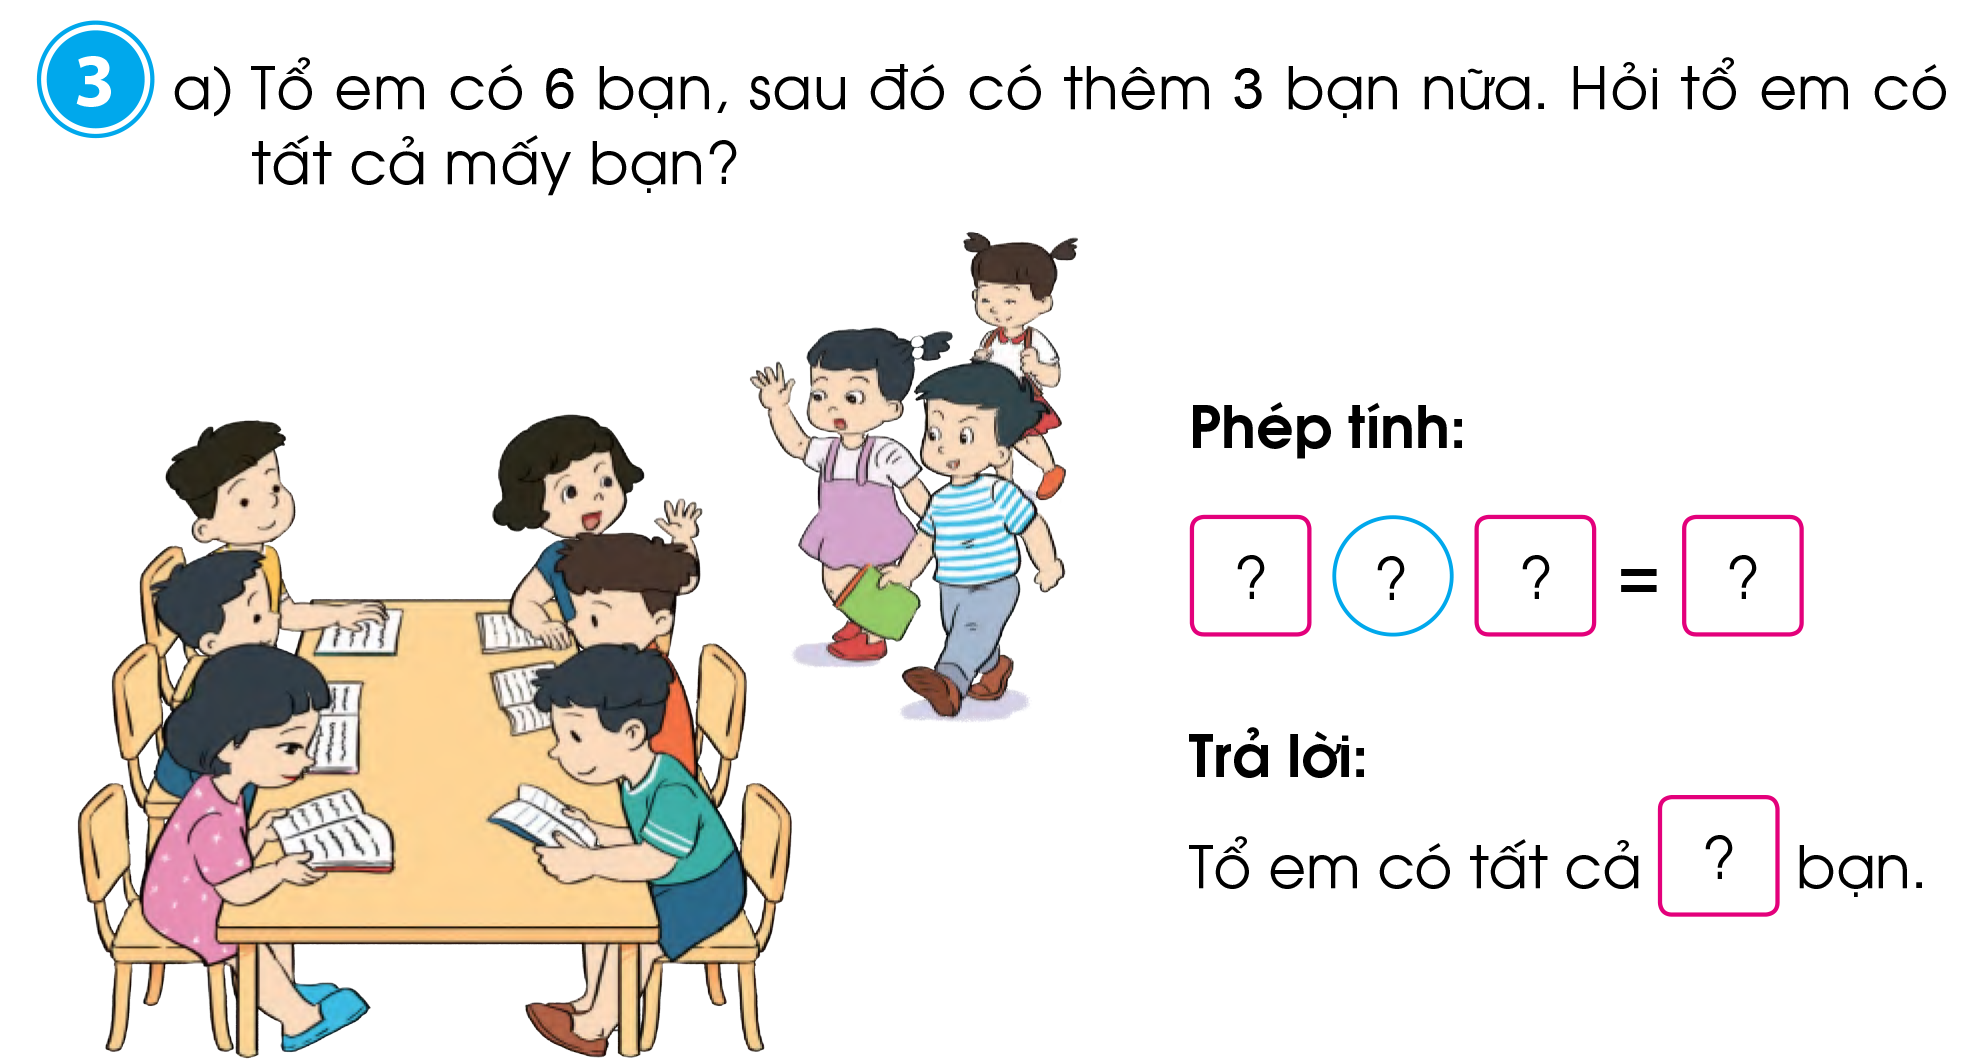 3 a) Tổ em có 6 bạn, sau đó có thêm 3 bạn nữa. Hỏi tổ em có
tất cả mấy bạn?
Phép tính:
? ? ? = ?
Trả lời:
Tổ em có tất cả ? bạn.